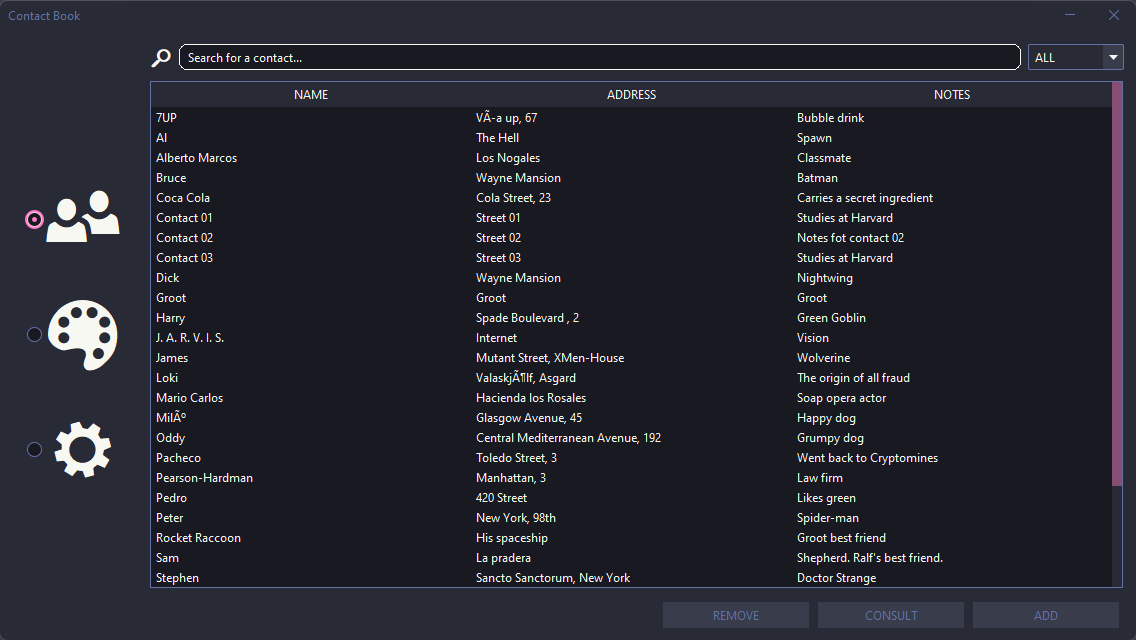 Contact Book
Search for a contact... ALL
NAME ADDRESS NOTES
7UP VÃ-a up, 67 Bubble drink
Al The Hell Spawn
Alberto Marcos Los Nogales Classmate
Bruce Wayne Mansion Batman
Coca Cola Cola Street, 23 Carries a secret ingredient
Contact 01 Street 01 Studies at Harvard
Contact 02 Street 02 Notes fot contact 02
Contact 03 Street 03 Studies at Harvard
Dick Wayne Mansion Nightwing
Groot Groot Groot
Harry Spade Boulevard , 2 Green Goblin
J. A. R. V. I. S. Internet Vision
James Mutant Street, XMen-House Wolverine
Loki ValaskjÃ¶lf, Asgard The origin of all fraud
Mario Carlos Hacienda los Rosales Soap opera actor
MilÃº Glasgow Avenue, 45 Happy dog
Oddy Central Mediterranean Avenue, 192 Grumpy dog
Pacheco Toledo Street, 3 Went back to Cryptomines
Pearson-Hardman Manhattan, 3 Law firm
Pedro 420 Street Likes green
Peter New York, 98th Spider-man
Rocket Raccoon His spaceship Groot best friend
Sam La pradera Shepherd. Ralf's best friend.
Stephen Sancto Sanctorum, New York Doctor Strange
REMOVE CONSULT ADD